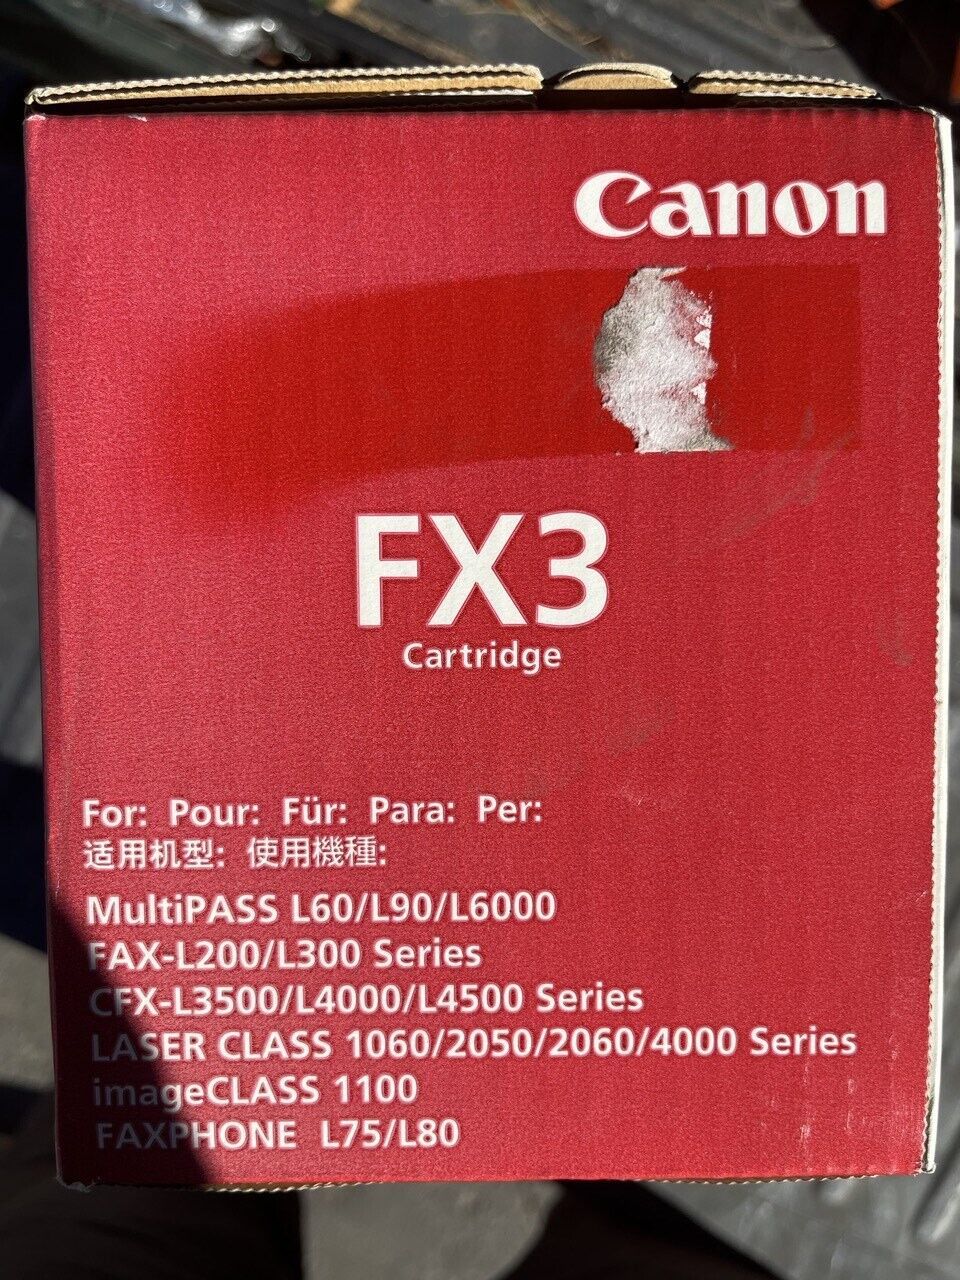 Canon
FX3
Cartridge
For: Pour: Für: Para: Per:
适用机型: 使用機種:
MultiPASS L60/L90/L6000
FAX-L200/L300 Series
CFX-L3500/L4000/L4500 Series
LASER CLASS 1060/2050/2060/4000 Series
imageCLASS 1100
FAXPHONE L75/L80